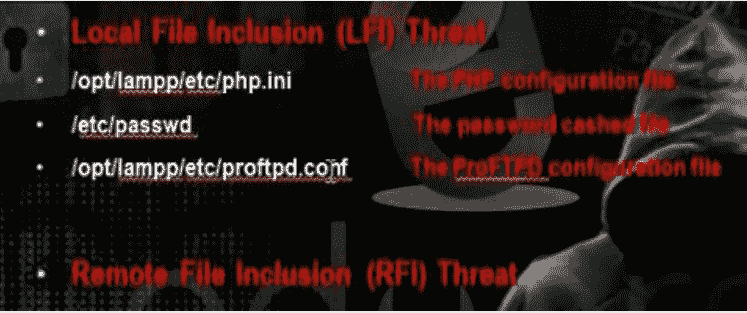 • Local File Inclusion (LFI) Threat
• /opt/lampp/etc/php.ini The PHP configuration file
• /etc/passwd The password cashed file
• /opt/lampp/etc/proftpd.conf The ProFTPD configuration file
• Remote File Inclusion (RFI) Threat